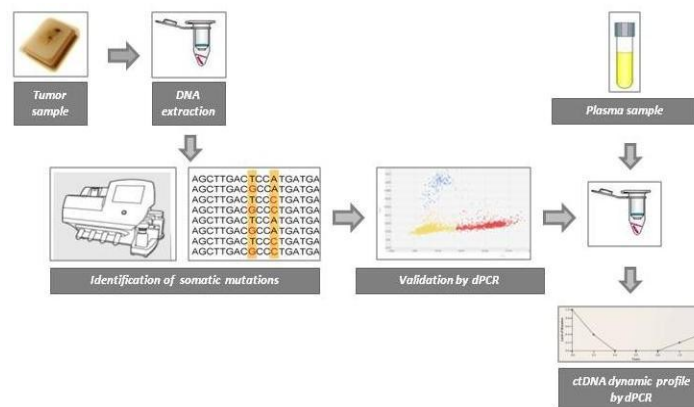 Tumor
sample
DNA
extraction
Plasma sample
AGCTTGACTCCATGATGA
AGCTTGACGCCATGATGA
AGCTTGACTCCCTGATGA
AGCTTGACGCCCTGATGA
AGCTTGACTCCATGATGA
AGCTTGACGCCATGATGA
AGCTTGACTCCCTGATGA
AGCTTGACGCCCTGATGA
Identification of somatic mutations
Validation by dPCR
ctDNA dynamic profile
by dPCR